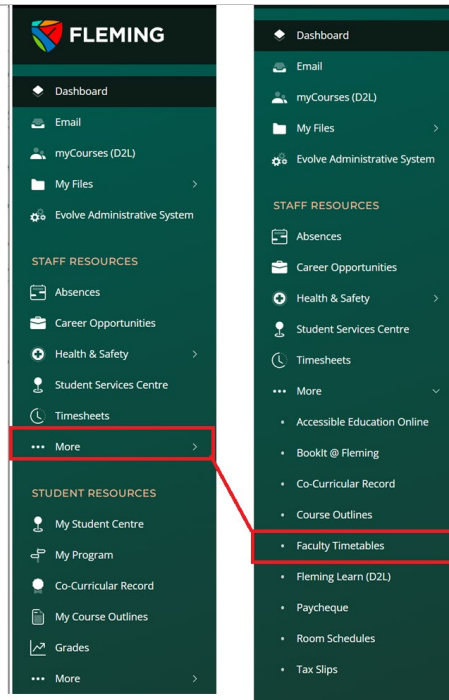 FLEMING
Dashboard
Email
myCourses (D2L)
My Files
Evolve Administrative System
STAFF RESOURCES
Absences
Career Opportunities
Health & Safety
Student Services Centre
Timesheets
More
STUDENT RESOURCES
My Student Centre
My Program
Co-Curricular Record
My Course Outlines
Grades
More
Dashboard
Email
myCourses (D2L)
My Files
Evolve Administrative System
STAFF RESOURCES
Absences
Career Opportunities
Health & Safety
Student Services Centre
Timesheets
More
Accessible Education Online
BookIt @ Fleming
Co-Curricular Record
Course Outlines
Faculty Timetables
Fleming Learn (D2L)
Paycheque
Room Schedules
Tax Slips